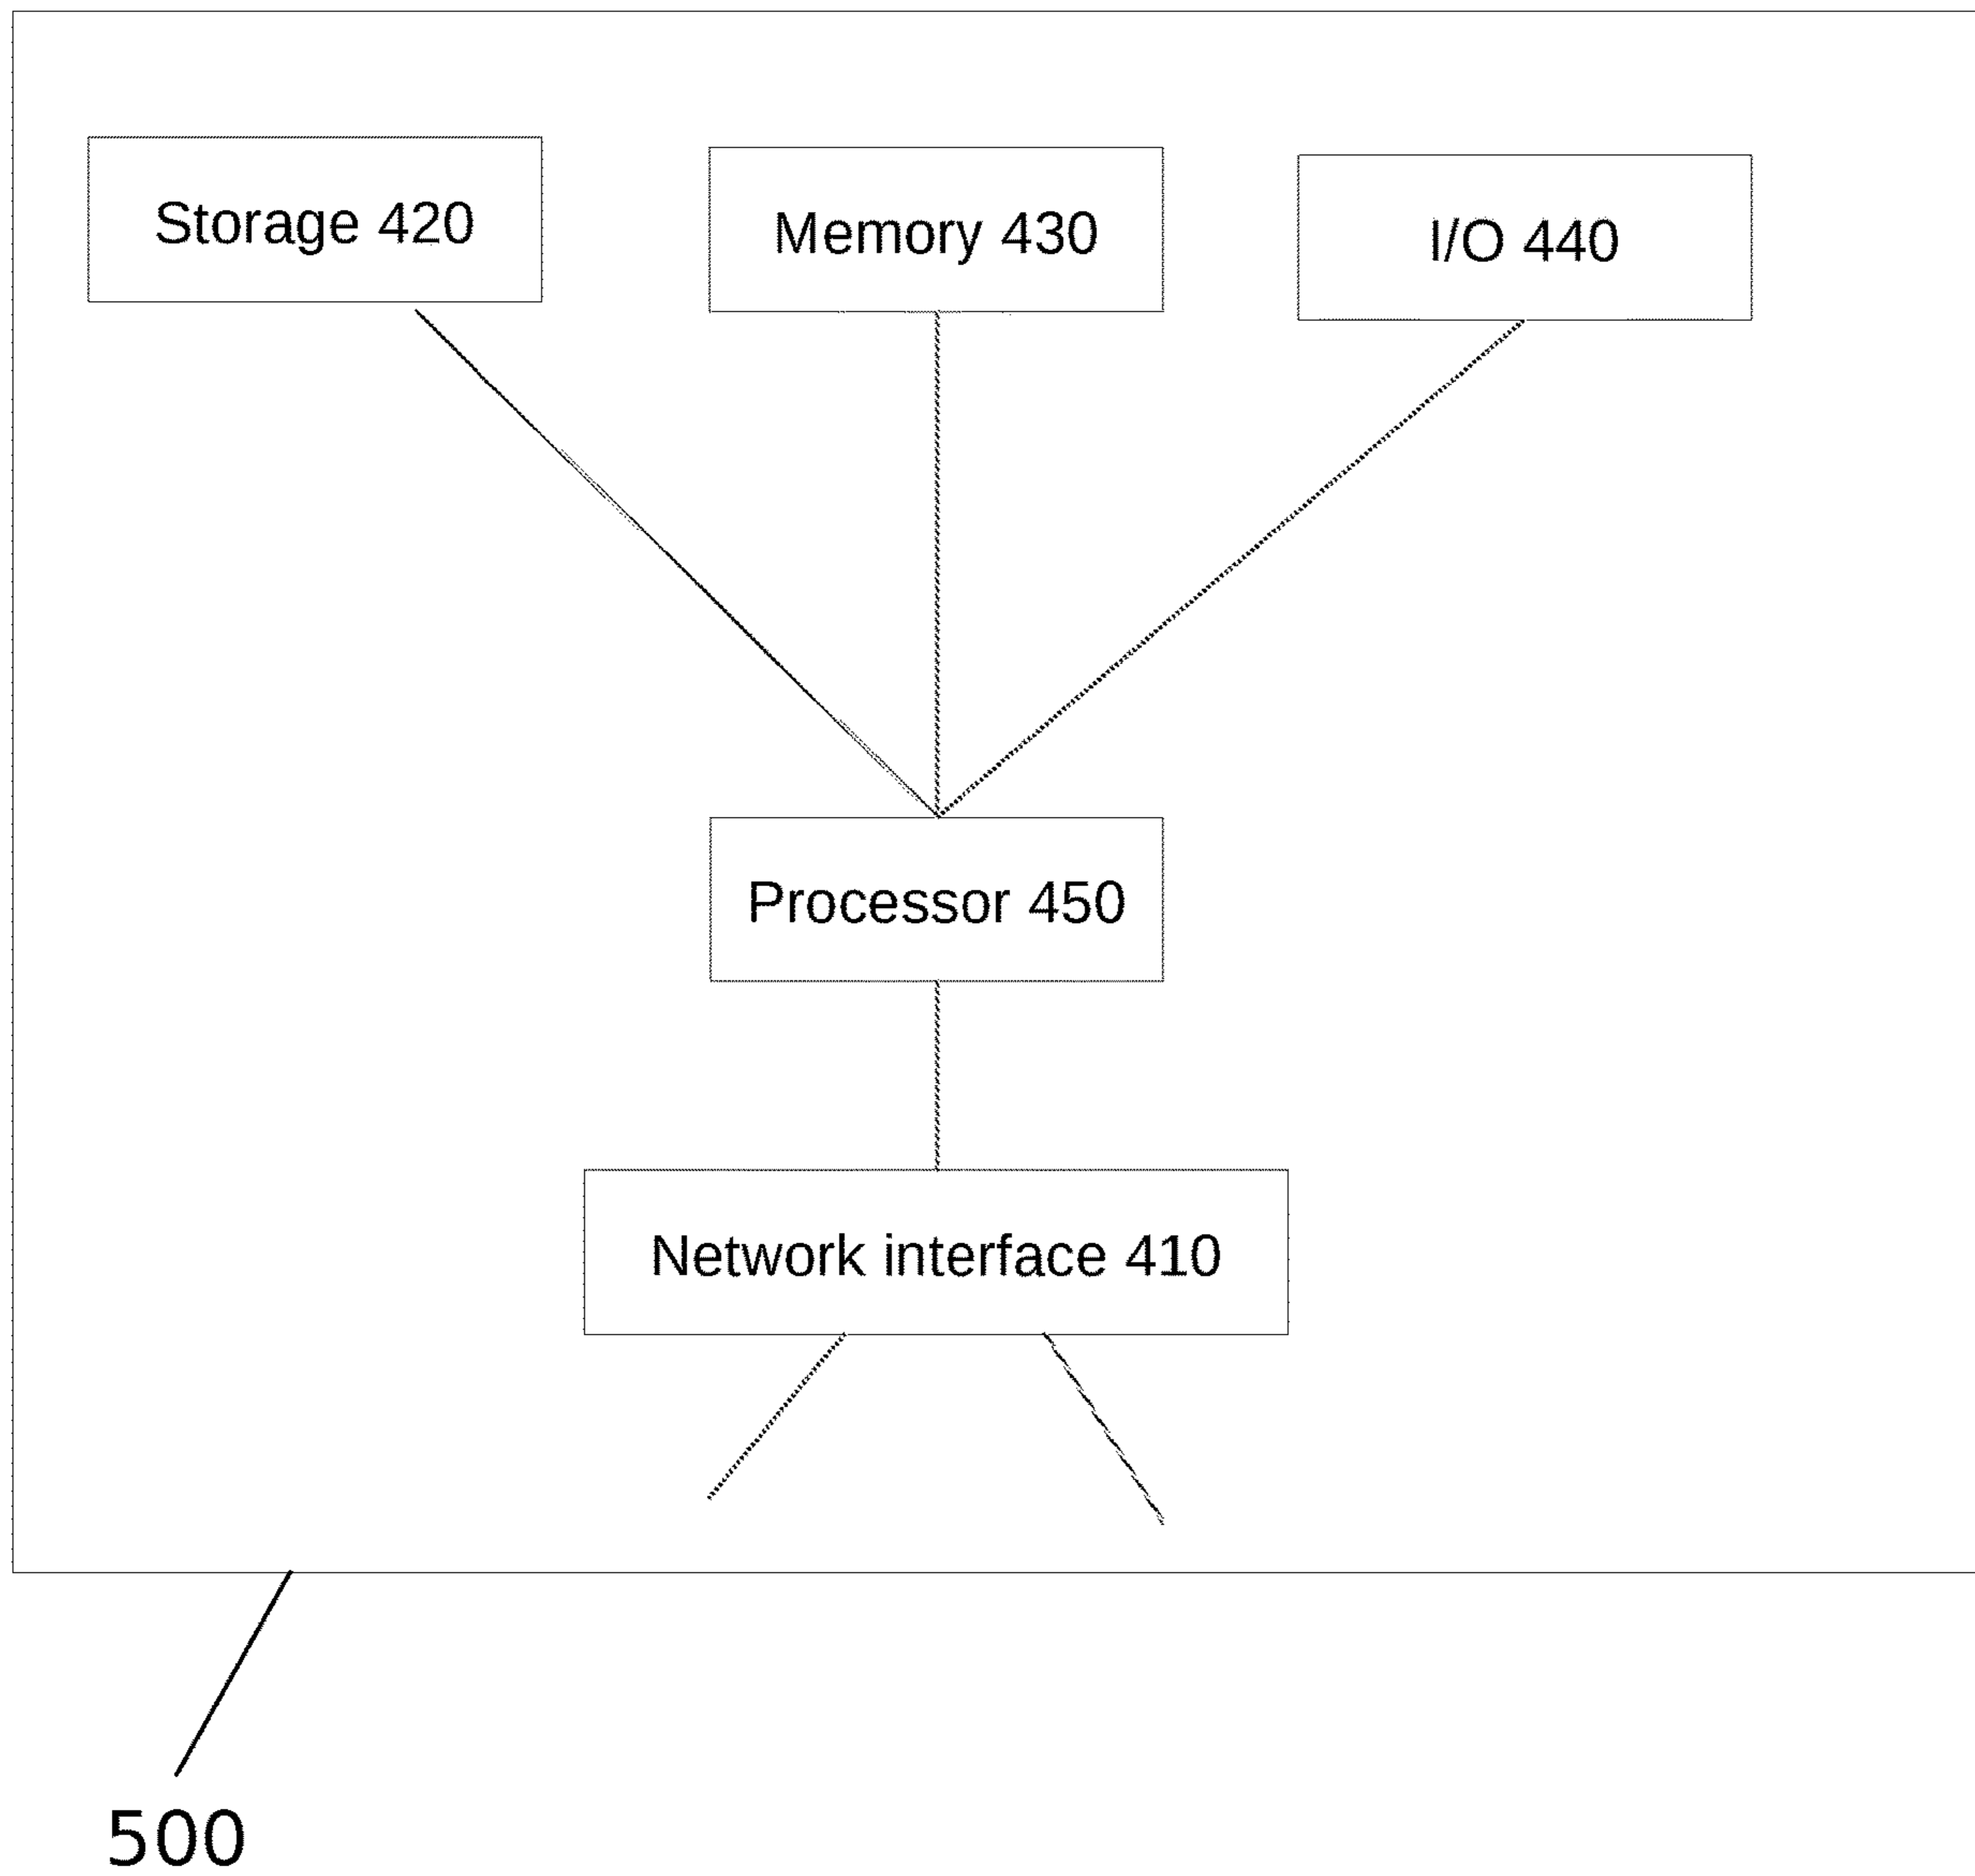 Storage 420
Memory 430
I/O 440
Processor 450
Network interface 410
500